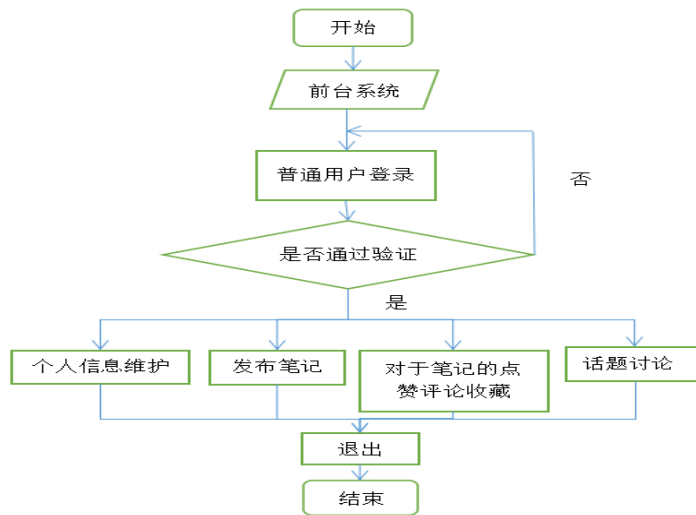 开始
前台系统
普通用户登录
否
是否通过验证
是
个人信息维护
发布笔记
对于笔记的点
赞评论收藏
话题讨论
退出
结束